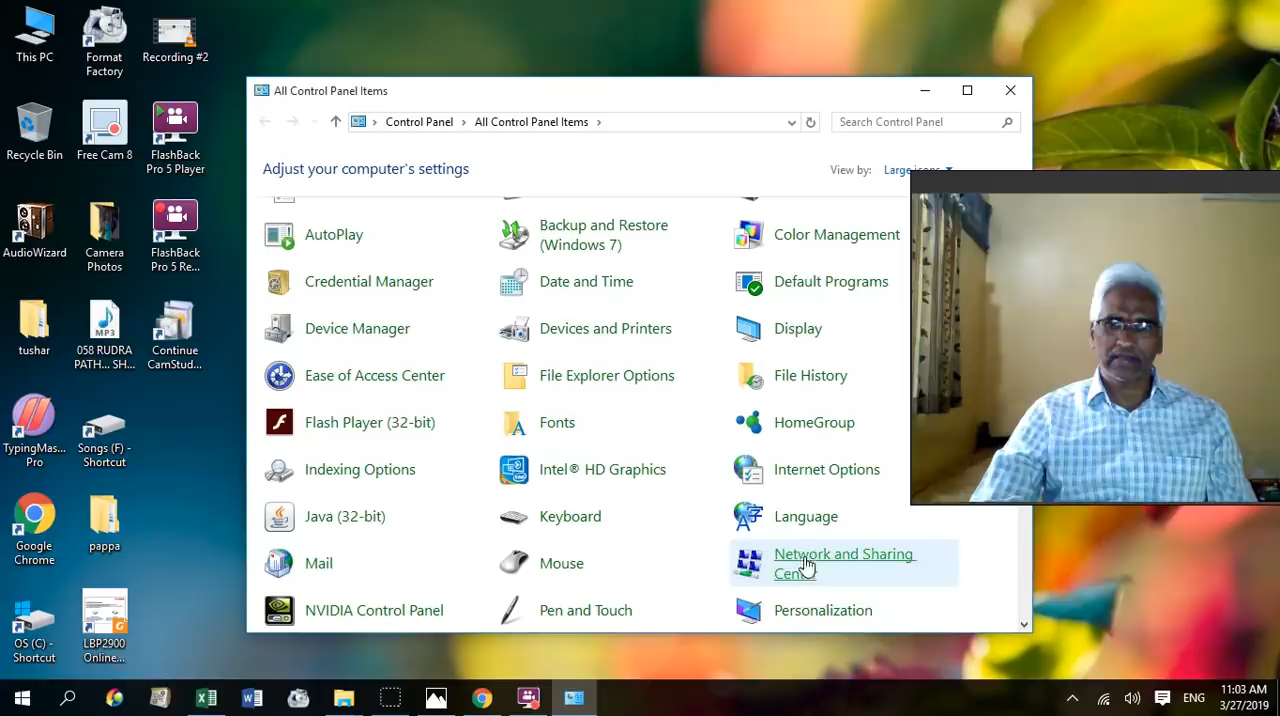 This PC
Format
Factory
Recording #2
Recycle Bin
Free Cam 8
FlashBack
Pro 5 Player
AudioWizard
Camera
Photos
FlashBack
Pro 5 Re...
tushar
058 RUDRA
PATH... SH...
Continue
CamStud...
TypingMas...
Pro
Songs (F) -
Shortcut
Google
Chrome
pappa
OS (C) -
Shortcut
LBP2900
Online...
All Control Panel Items
Control Panel
All Control Panel Items
Search Control Panel
Adjust your computer's settings
View by:
Large icons
AutoPlay
Backup and Restore
(Windows 7)
Color Management
Credential Manager
Date and Time
Default Programs
Device Manager
Devices and Printers
Display
Ease of Access Center
File Explorer Options
File History
Flash Player (32-bit)
Fonts
HomeGroup
Indexing Options
Intel® HD Graphics
Internet Options
Java (32-bit)
Keyboard
Language
Mail
Mouse
Network and Sharing
Center
NVIDIA Control Panel
Pen and Touch
Personalization
MP3
ENG
11:03 AM
3/27/2019